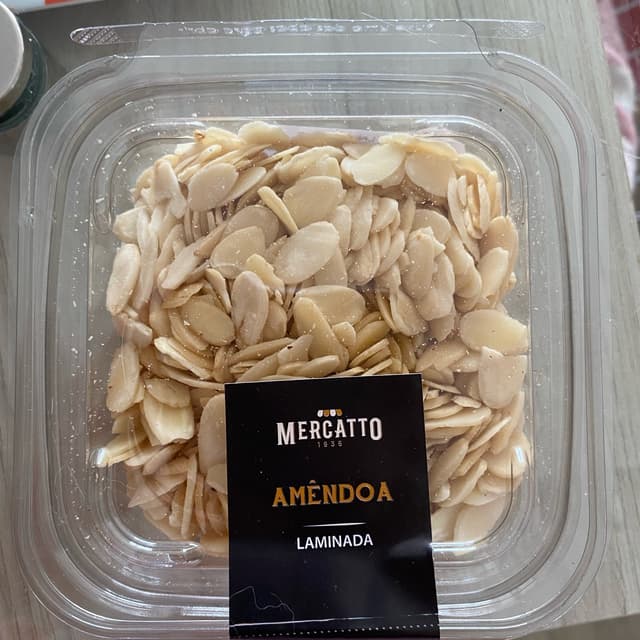 MERCATTO
1936
AMÊNDOA
LAMINADA